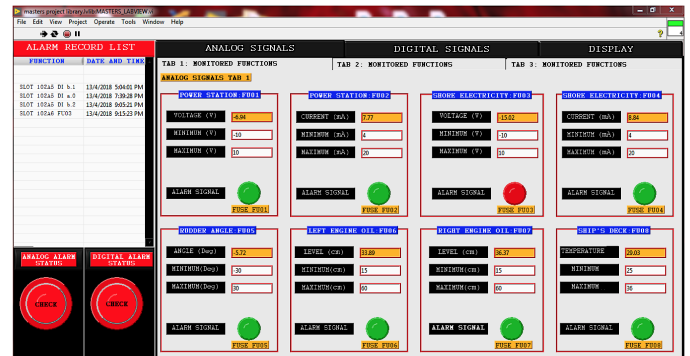 masters project library.lvlib:MASTERS_LABVIEW.vi
File Edit View Project Operate Tools Window Help
ALARM RECORD LIST
FUNCTION DATE AND TIME
SLOT 102A5 DI b.1 13/4/2018 5:04:01 PM
SLOT 102A5 DI a.0 13/4/2018 7:39:28 PM
SLOT 102A5 DI b.2 13/4/2018 9:05:21 PM
SLOT 102A6 FU03 13/4/2018 9:15:23 PM
ANALOG ALARM STATUS
CHECK
DIGITAL ALARM STATUS
CHECK
ANALOG SIGNALS DIGITAL SIGNALS DISPLAY
TAB 1: MONITORED FUNCTIONS TAB 2: MONITORED FUNCTIONS TAB 3: MONITORED FUNCTIONS
ANALOG SIGNALS TAB 1
POWER STATION:FU01
VOLTAGE (V) -6.94
MINIMUM (V) -10
MAXIMUM (V) 10
ALARM SIGNAL
FUSE FU01
POWER STATION:FU02
CURRENT (mA) 7.77
MINIMUM (mA) 4
MAXIMUM (mA) 20
ALARM SIGNAL
FUSE FU02
SHORE ELECTRICITY:FU03
VOLTAGE (V) -15.02
MINIMUM (V) -10
MAXIMUM (V) 10
ALARM SIGNAL
FUSE FU03
SHORE ELECTRICITY:FU04
CURRENT (mA) 8.84
MINIMUM (mA) 4
MAXIMUM (mA) 20
ALARM SIGNAL
FUSE FU04
RUDDER ANGLE:FU05
ANGLE (Deg) -5.72
MINIMUM(Deg) -30
MAXIMUM(Deg) 30
ALARM SIGNAL
FUSE FU05
LEFT ENGINE OIL:FU06
LEVEL (cm) 33.89
MINIMUM(cm) 15
MAXIMUM(cm) 60
ALARM SIGNAL
FUSE FU06
RIGHT ENGINE OIL:FU07
LEVEL (cm) 36.37
MINIMUM(cm) 15
MAXIMUM(cm) 60
ALARM SIGNAL
FUSE FU07
SHIP'S DECK FU08
TEMPERATURE 29.03
MINIMUM 25
MAXIMUM 36
ALARM SIGNAL
FUSE FU08